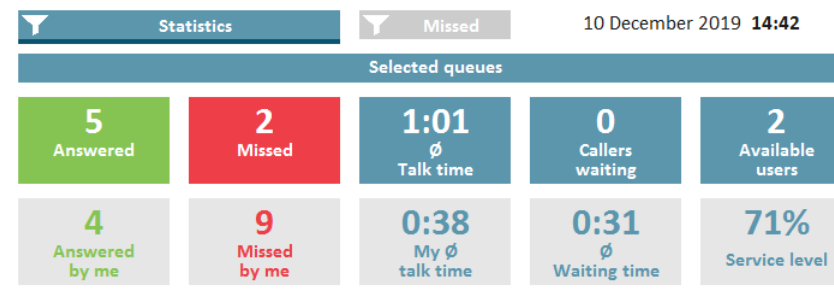 Statistics
Missed
10 December 2019 14:42
Selected queues
5
Answered
2
Missed
1:01
Ø
Talk time
0
Callers
waiting
2
Available
users
4
Answered
by me
9
Missed
by me
0:38
My Ø
talk time
0:31
Ø
Waiting time
71%
Service level